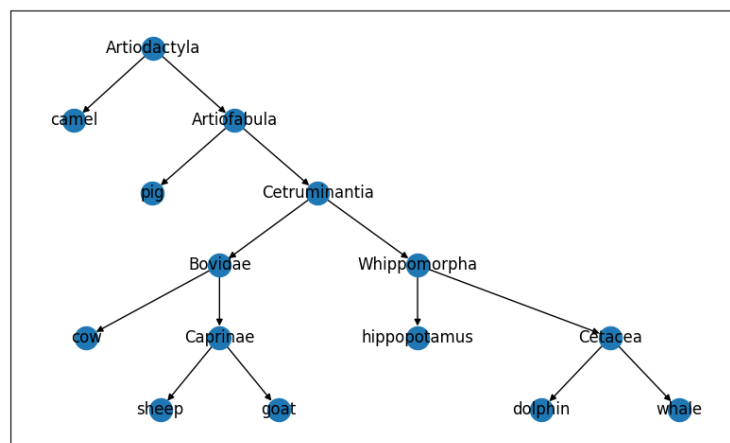 Artiodactyla
camel
Artiofabula
pig
Cetruminantia
Bovidae
Whippomorpha
cow
Caprinae
hippopotamus
Cetacea
sheep
goat
dolphin
whale